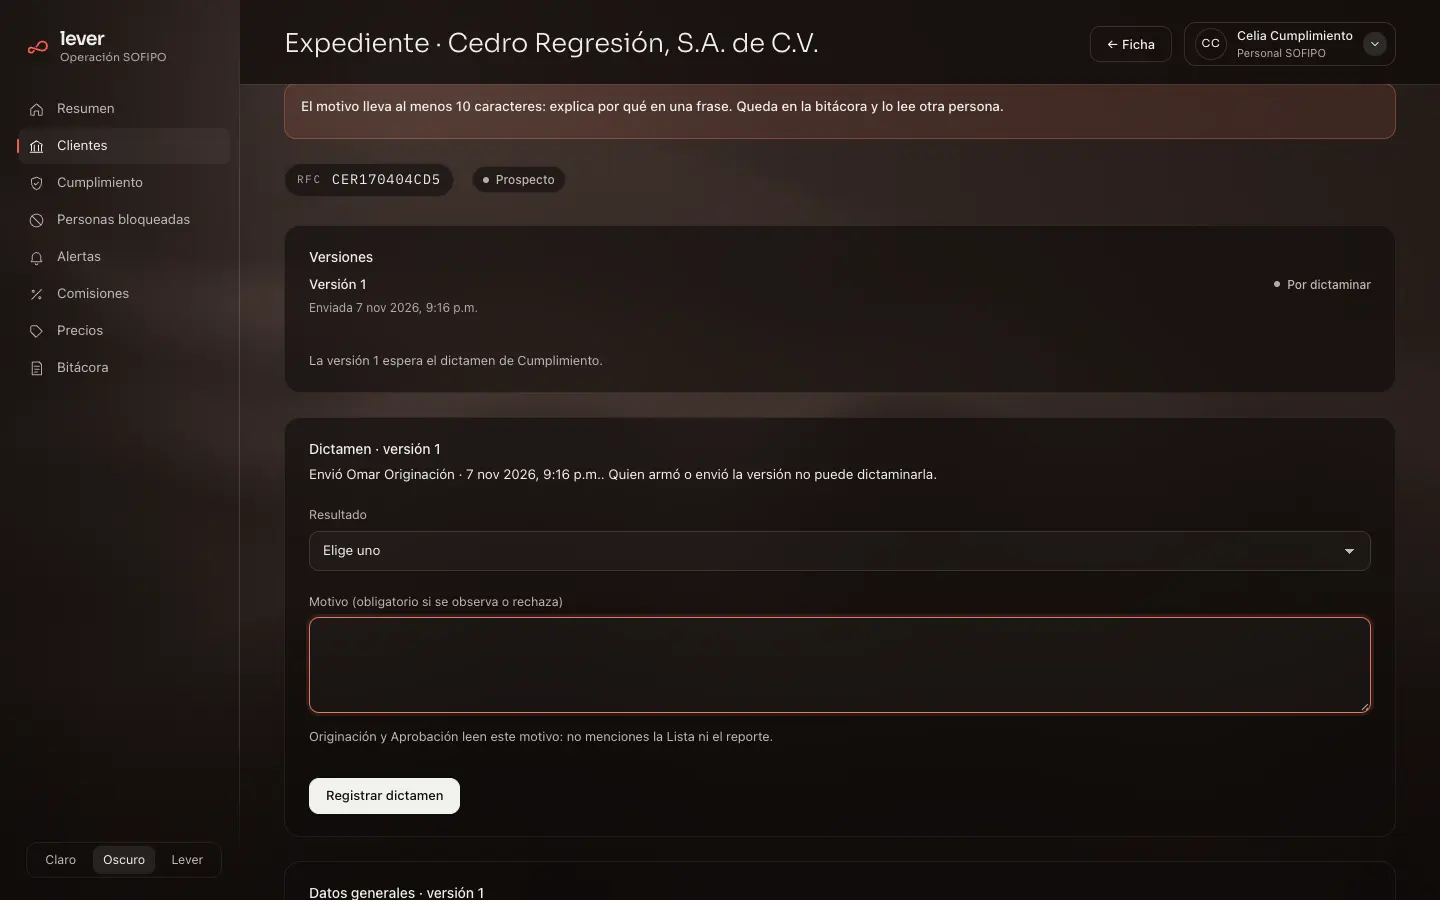 lever
Operación SOFIPO
Resumen
Clientes
Cumplimiento
Personas bloqueadas
Alertas
Comisiones
Precios
Bitácora
Claro
Oscuro
Lever
Expediente · Cedro Regresión, S.A. de C.V.
← Ficha
CC
Celia Cumplimiento
Personal SOFIPO
El motivo lleva al menos 10 caracteres: explica por qué en una frase. Queda en la bitácora y lo lee otra persona.
RFC CER170404CD5
Prospecto
Versiones
Versión 1
Por dictaminar
Enviada 7 nov 2026, 9:16 p.m.
La versión 1 espera el dictamen de Cumplimiento.
Dictamen · versión 1
Envió Omar Originación · 7 nov 2026, 9:16 p.m.. Quien armó o envió la versión no puede dictaminarla.
Resultado
Elige uno
Motivo (obligatorio si se observa o rechaza)
Originación y Aprobación leen este motivo: no menciones la Lista ni el reporte.
Registrar dictamen
Datos generales · versión 1